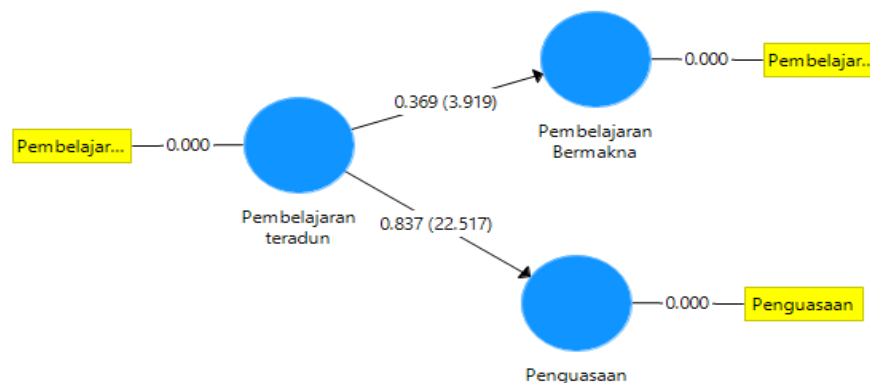 0.000
Pembelajar...
0.369 (3.919)
Pembelajaran
Bermakna
Pembelajar...
0.000
Pembelajaran
teradun
0.837 (22.517)
0.000
Penguasaan
Penguasaan